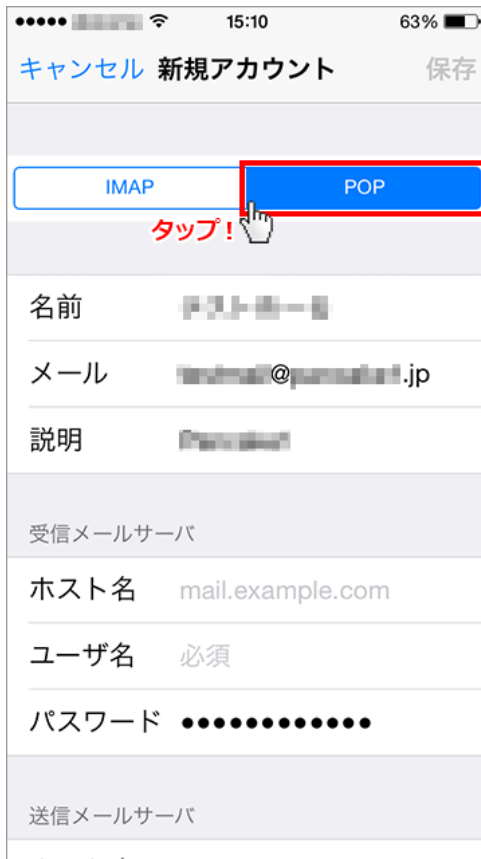 15:10 63%
キャンセル 新規アカウント 保存
IMAP POP
タップ！
名前
メール @ .jp
説明
受信メールサーバ
ホスト名 mail.example.com
ユーザ名 必須
パスワード ●●●●●●●●●●●●
送信メールサーバ